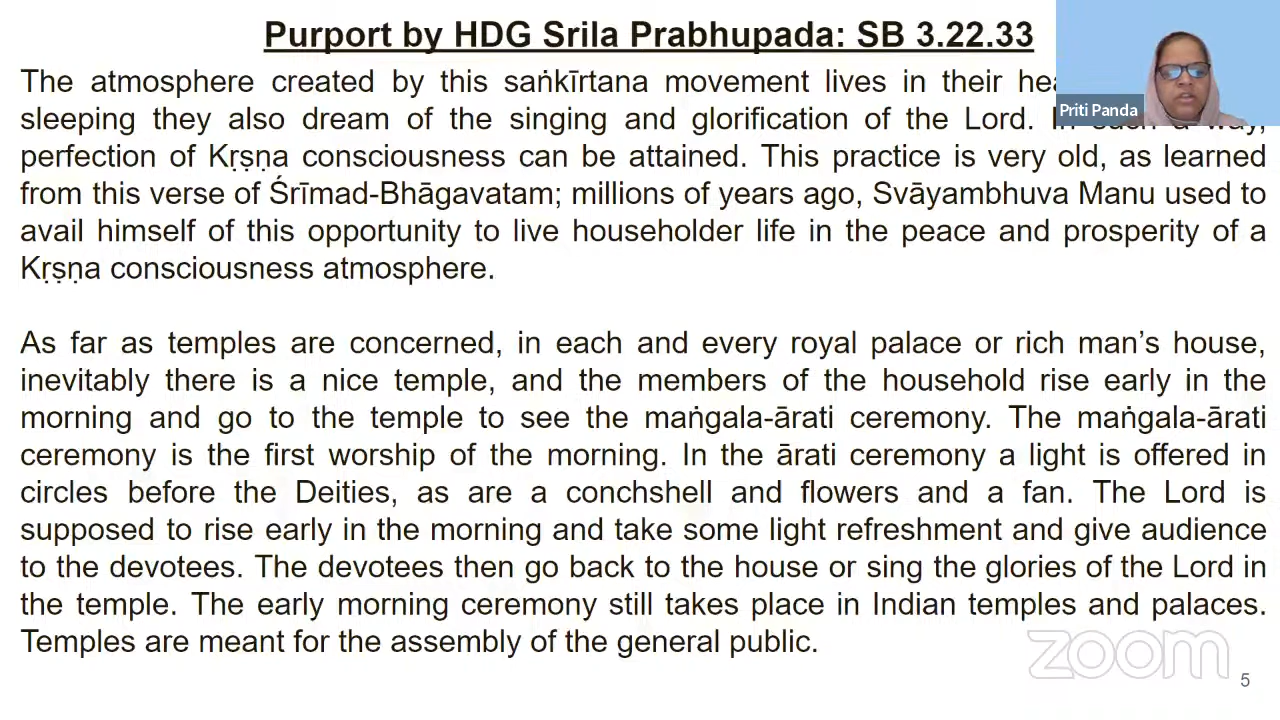 Purport by HDG Srila Prabhupada: SB 3.22.33
Priti Panda
The atmosphere created by this saṅkīrtana movement lives in their
sleeping they also dream of the singing and glorification of the Lord.
perfection of Kṛṣṇa consciousness can be attained. This practice is very old, as learned
from this verse of Śrīmad-Bhāgavatam; millions of years ago, Svāyambhuva Manu used to
avail himself of this opportunity to live householder life in the peace and prosperity of a
Kṛṣṇa consciousness atmosphere.
As far as temples are concerned, in each and every royal palace or rich man’s house,
inevitably there is a nice temple, and the members of the household rise early in the
morning and go to the temple to see the maṅgala-ārati ceremony. The maṅgala-ārati
ceremony is the first worship of the morning. In the ārati ceremony a light is offered in
circles before the Deities, as are a conchshell and flowers and a fan. The Lord is
supposed to rise early in the morning and take some light refreshment and give audience
to the devotees. The devotees then go back to the house or sing the glories of the Lord in
the temple. The early morning ceremony still takes place in Indian temples and palaces.
Temples are meant for the assembly of the general public.
zoom
5